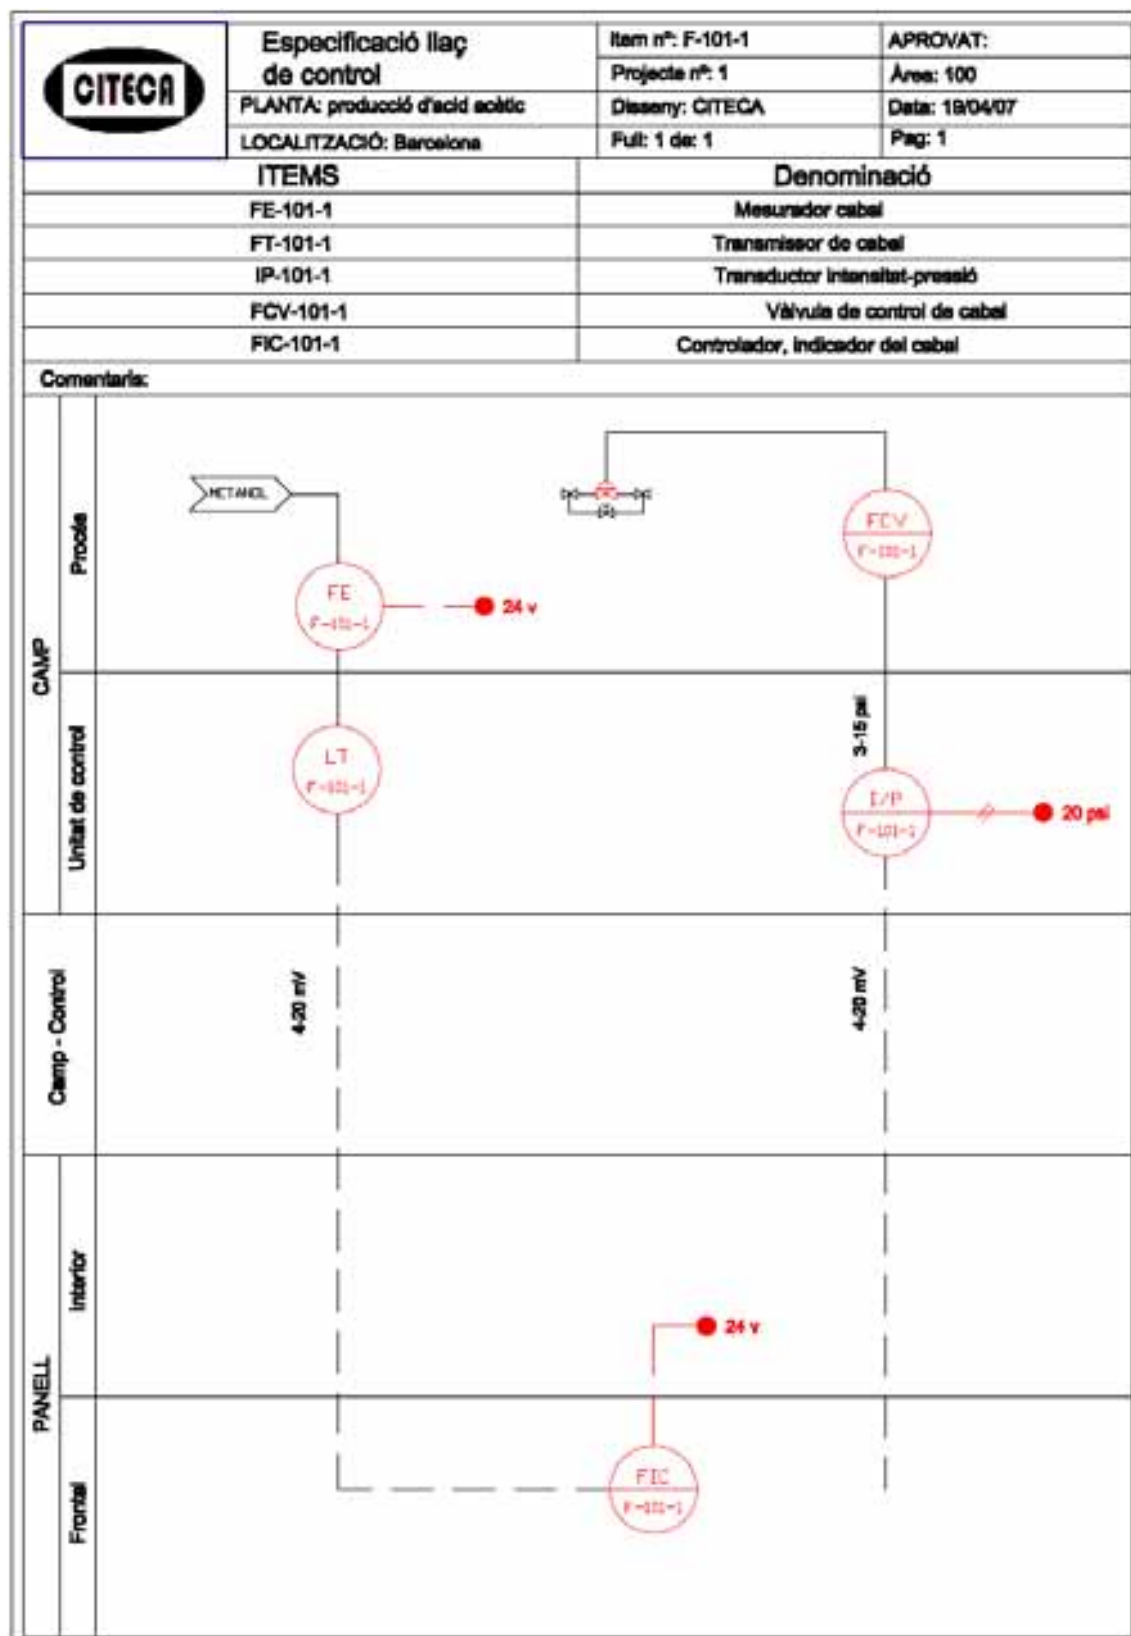 CITECA
Especificació llaç
de control
PLANTA: producció d'acid acètic
LOCALITZACIÓ: Barcelona
Item nº: F-101-1
Projecte nº: 1
Disseny: CITECA
Full: 1 de: 1
APROVAT:
Àrea: 100
Data: 19/04/07
Pag: 1
ITEMS Denominació
FE-101-1 Mesurador cabal
FT-101-1 Transmissor de cabal
IP-101-1 Transductor intensitat-pressió
FCV-101-1 Vàlvula de control de cabal
FIC-101-1 Controlador, indicador del cabal
Comentaris:
CAMP
Procés
METANOL
FE
F-101-1
24 v
FCV
F-101-1
Unitat de control
LT
F-101-1
3-15 psi
I/P
F-101-1
20 psi
Camp - Control
4-20 mV
4-20 mV
PANELL
Interior
24 v
Frontal
FIC
F-101-1